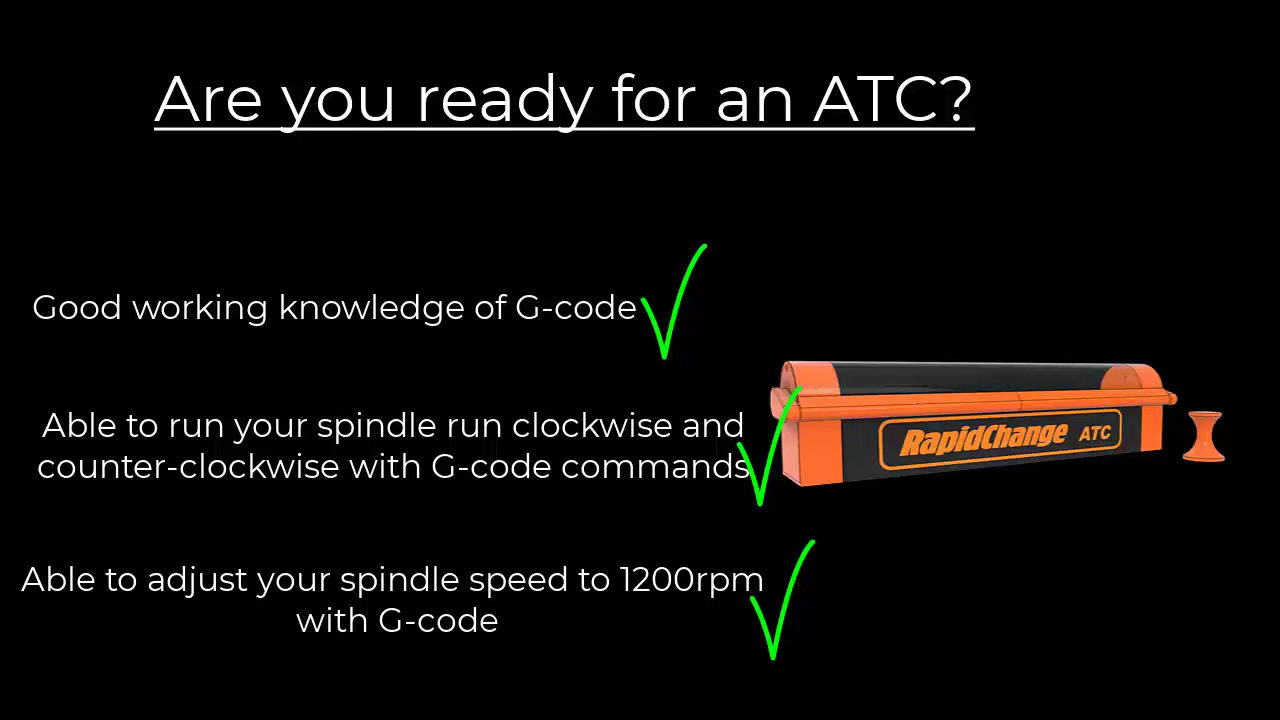 Are you ready for an ATC?
Good working knowledge of G-code
Able to run your spindle run clockwise and
counter-clockwise with G-code commands
RapidChange ATC
Able to adjust your spindle speed to 1200rpm
with G-code